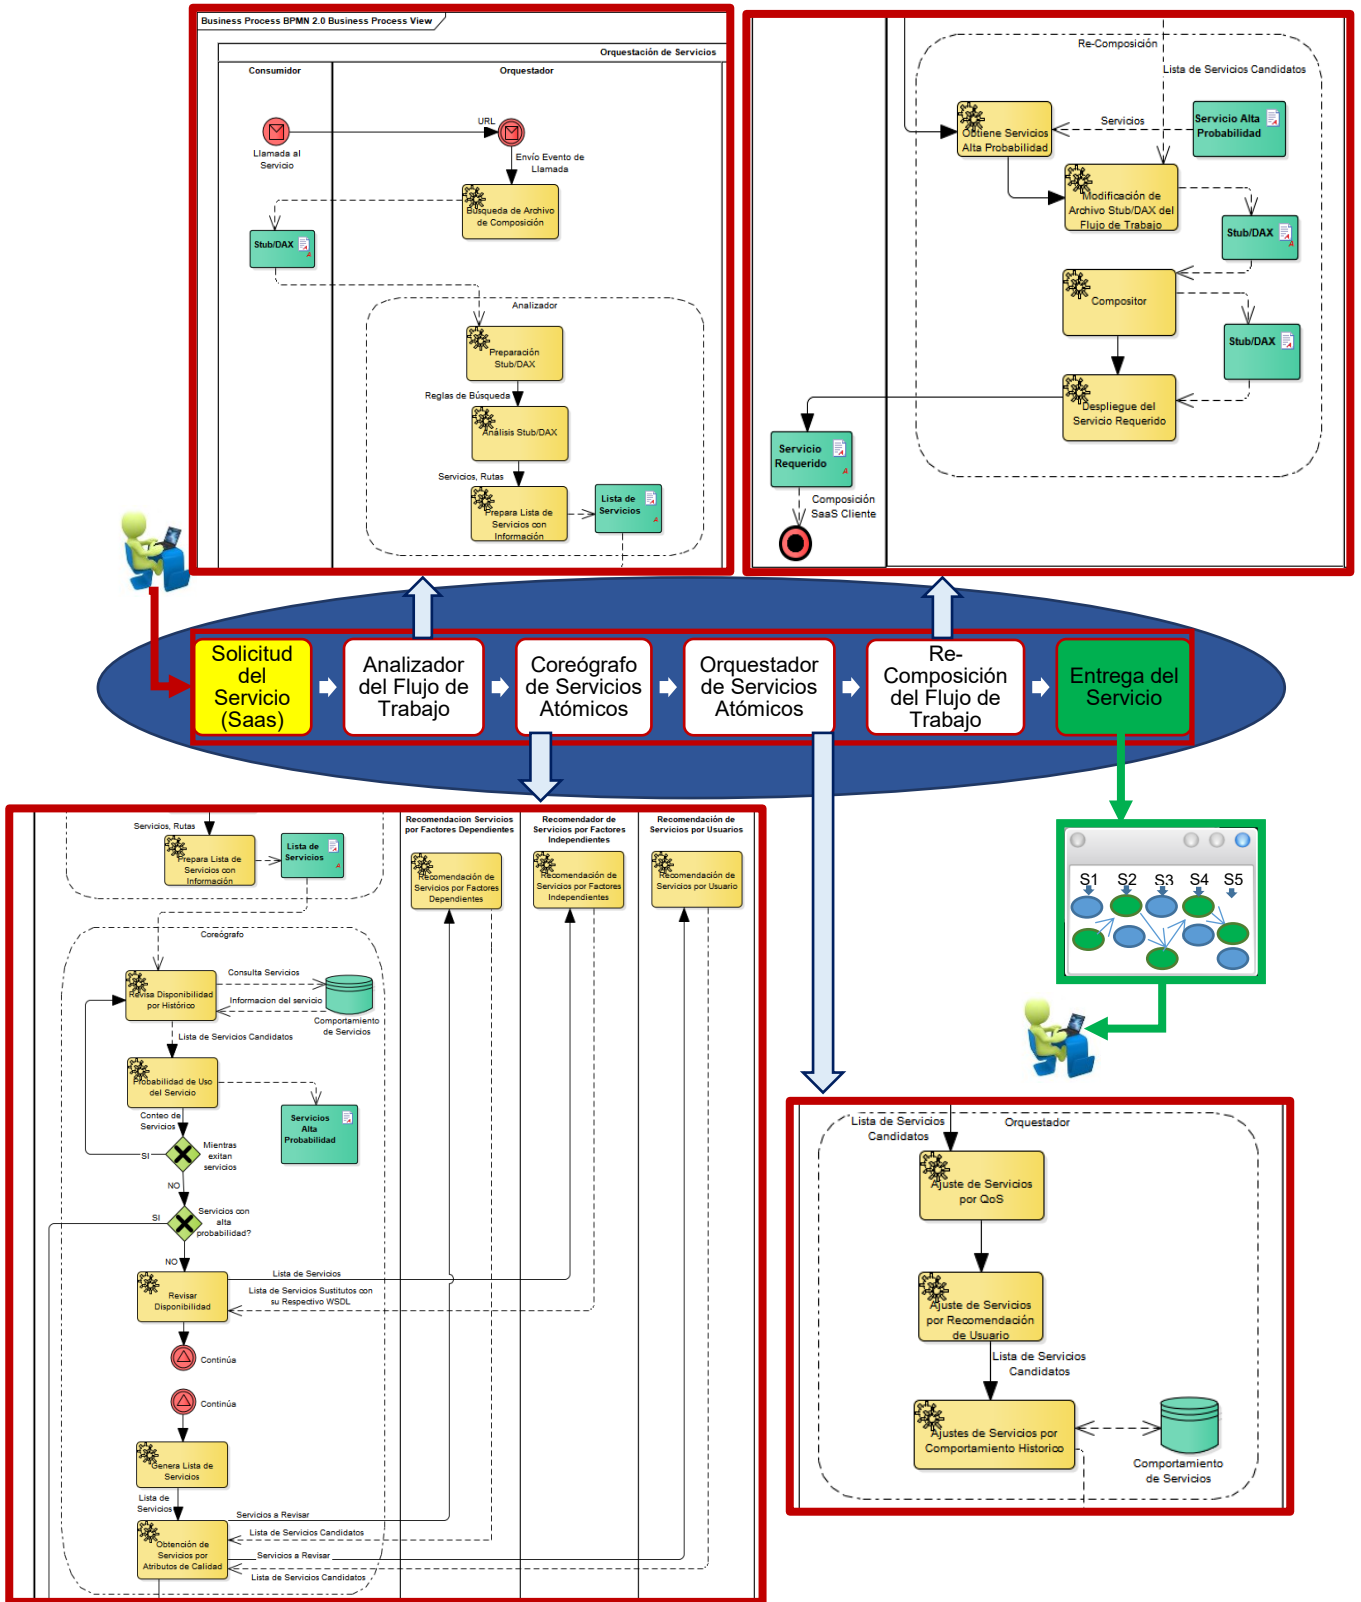 Business Process BPMN 2.0 Business Process View
Orquestación de Servicios
Consumidor
Orquestador
URL
Llamada al
Servicio
Envío Evento de
Llamada
Búsqueda de Archivo
de Composición
Stub/DAX
Analizador
Preparación
Stub/DAX
Reglas de Búsqueda
Análisis Stub/DAX
Servicios, Rutas
Prepara Lista de
Servicios con
Información
Lista de
Servicios
Re-Composición
Lista de Servicios Candidatos
Obtiene Servicios
Alta Probabilidad
Servicios
Servicio Alta
Probabilidad
Modificación de
Archivo Stub/DAX del
Flujo de Trabajo
Stub/DAX
Compositor
Stub/DAX
Despliegue del
Servicio Requerido
Servicio
Requerido
Composición
SaaS Cliente
Solicitud
del
Servicio
(Saas)
Analizador
del Flujo de
Trabajo
Coreógrafo
de Servicios
Atómicos
Orquestador
de Servicios
Atómicos
Re-
Composición
del Flujo de
Trabajo
Entrega del
Servicio
S1 S2 S3 S4 S5
Recomendacion Servicios
por Factores Dependientes
Recomendador de
Servicios por Factores
Independientes
Recomendación de
Servicios por Usuarios
Servicios, Rutas
Prepara Lista de
Servicios con
Información
Lista de
Servicios
Recomendación de
Servicios por Factores
Dependientes
Recomendación de
Servicios por Factores
Independientes
Recomendación de
Servicios por Usuario
Coreógrafo
Revisa Disponibilidad
por Histórico
Consulta Servicios
Informacion del servicio
Comportamiento
de Servicios
Lista de Servicios Candidatos
Probabilidad de Uso
del Servicio
Conteo de
Servicios
Servicios
Alta
Probabilidad
Mientras
exitan
servicios
SI
NO
Servicios con
alta
probabilidad?
SI
NO
Revisar
Disponibilidad
Lista de Servicios
Lista de Servicios Sustitutos con
su Respectivo WSDL
Continúa
Continúa
Genera Lista de
Servicios
Lista de
Servicios
Obtención de
Servicios por
Atributos de Calidad
Servicios a Revisar
Lista de Servicios Candidatos
Servicios a Revisar
Lista de Servicios Candidatos
Lista de Servicios
Candidatos
Orquestador
Ajuste de Servicios
por QoS
Ajuste de Servicios
por Recomendación
de Usuario
Lista de Servicios
Candidatos
Ajustes de Servicios por
Comportamiento Historico
Comportamiento
de Servicios